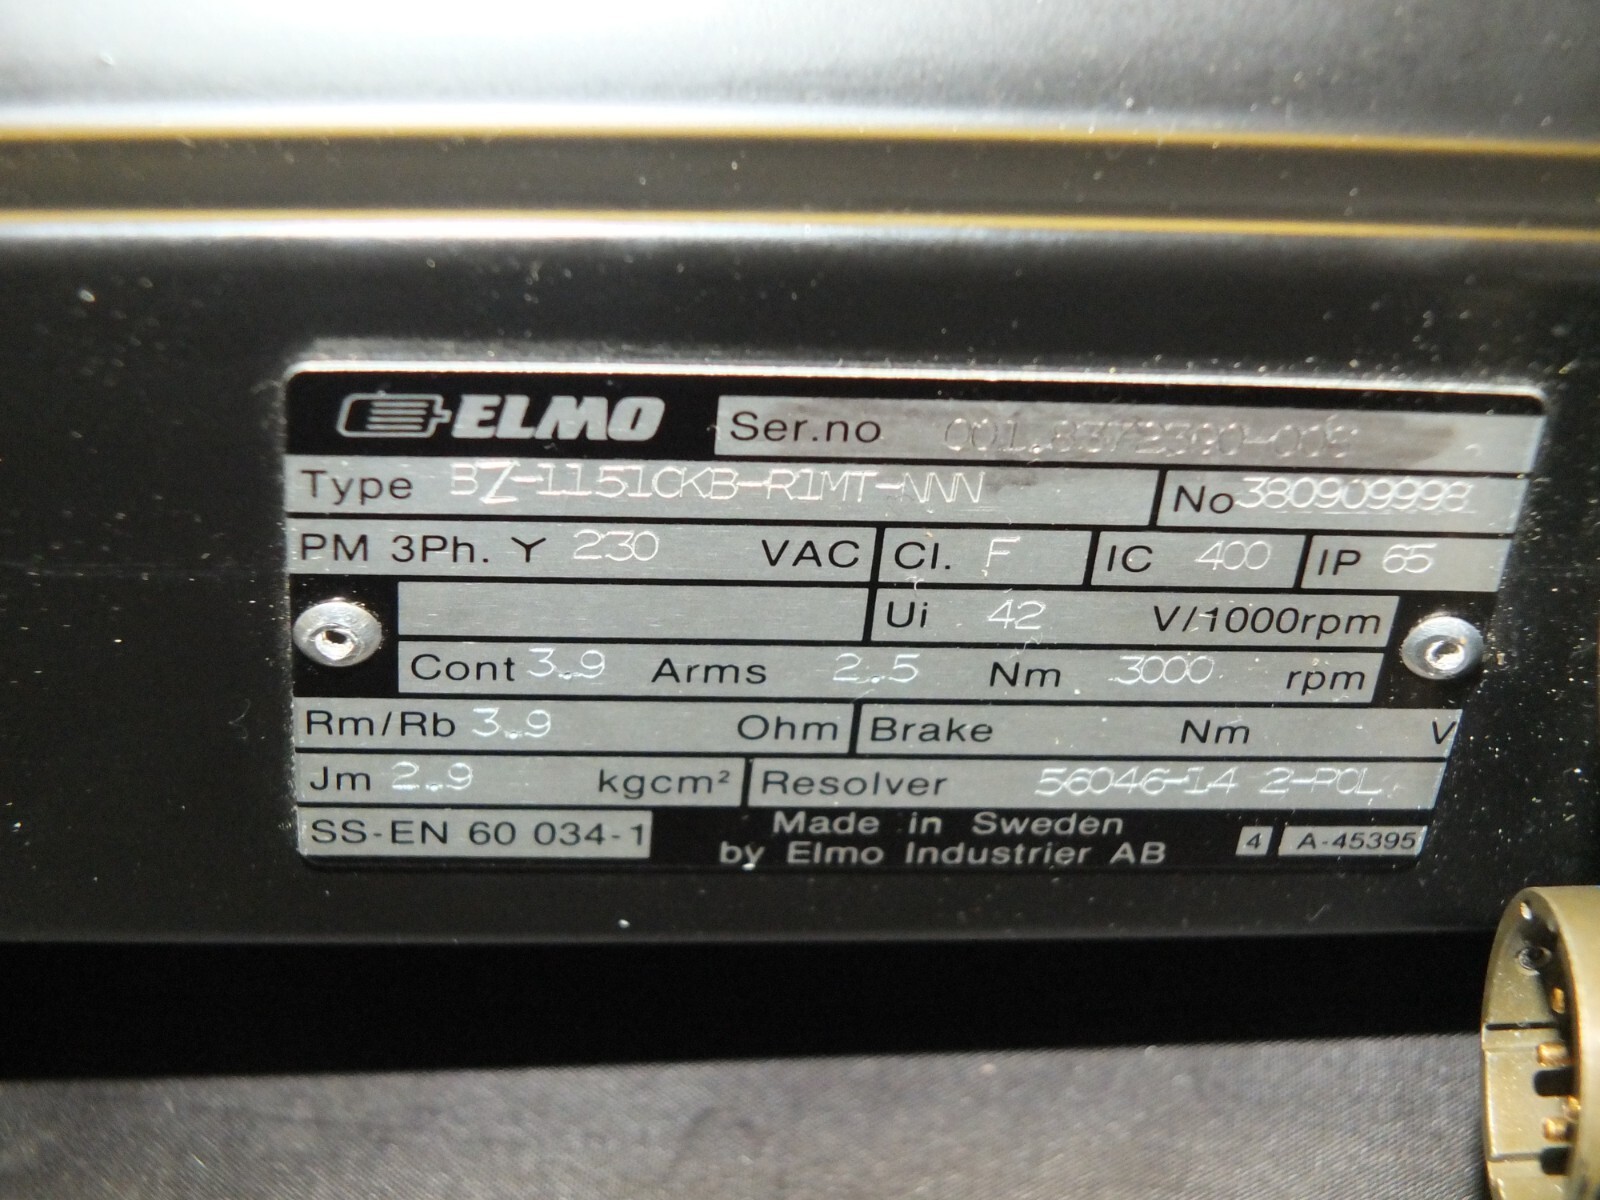 ELMO Ser.no 001.8372390-008
Type BZ-1151CKB-R1MT-NNN No 380909998
PM 3Ph. Y 230 VAC Cl. F IC 400 IP 65
Ui 42 V/1000rpm
Cont 3.9 Arms 2.5 Nm 3000 rpm
Rm/Rb 3.9 Ohm Brake Nm V
Jm 2.9 kgcm² Resolver 56046-14 2-POL
SS-EN 60 034-1 Made in Sweden
by Elmo Industrier AB 4 A-45395